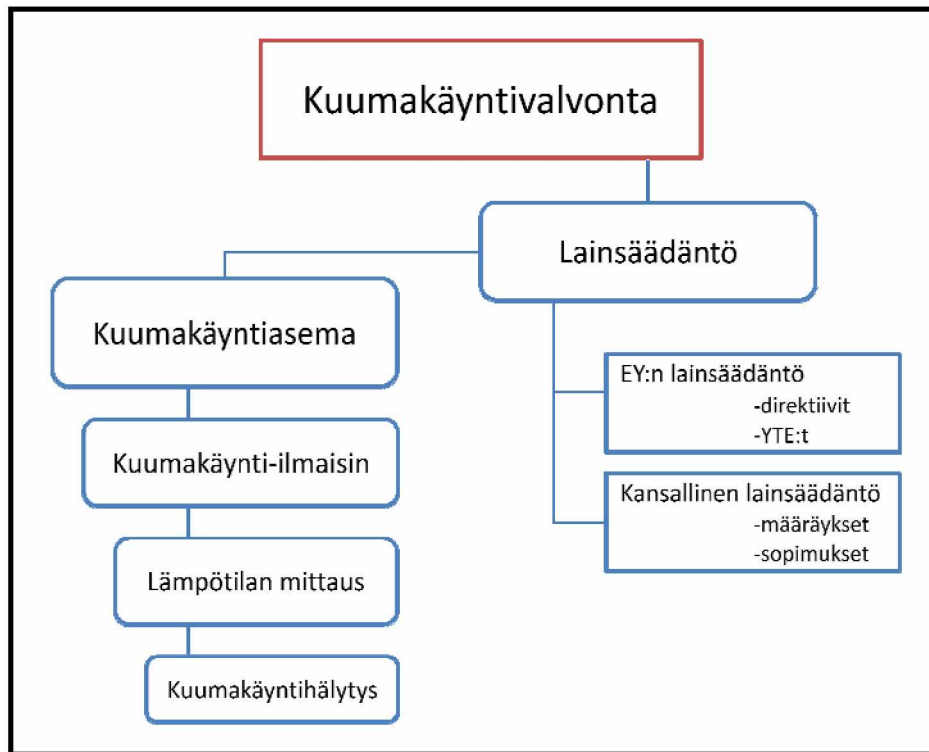 Kuumakäyntivalvonta
Lainsäädäntö
Kuumakäyntiasema
EY:n lainsäädäntö
-direktiivit
-YTE:t
Kuumakäynti-ilmaisin
Kansallinen lainsäädäntö
-määräykset
-sopimukset
Lämpötilan mittaus
Kuumakäyntihälytys